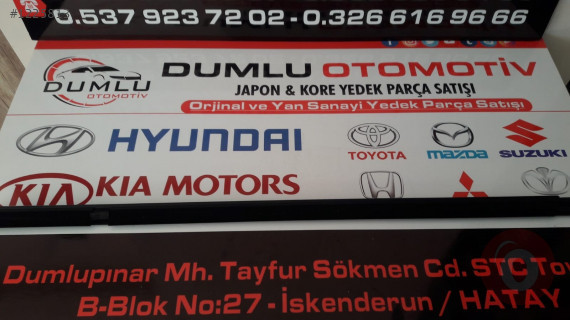 0.537 923 72 02 - 0.326 616 96 66
DUMLU OTOMOTİV
JAPON & KORE YEDEK PARÇA SATIŞI
Orjinal ve Yan Sanayi Yedek Parça Satışı
DUMLU
OTOMOTİV
HYUNDAI
TOYOTA
mazda
SUZUKI
KIA
KIA MOTORS
Dumlupınar Mh. Tayfur Sökmen Cd. STC To
B-Blok No:27 - İskenderun / HATAY